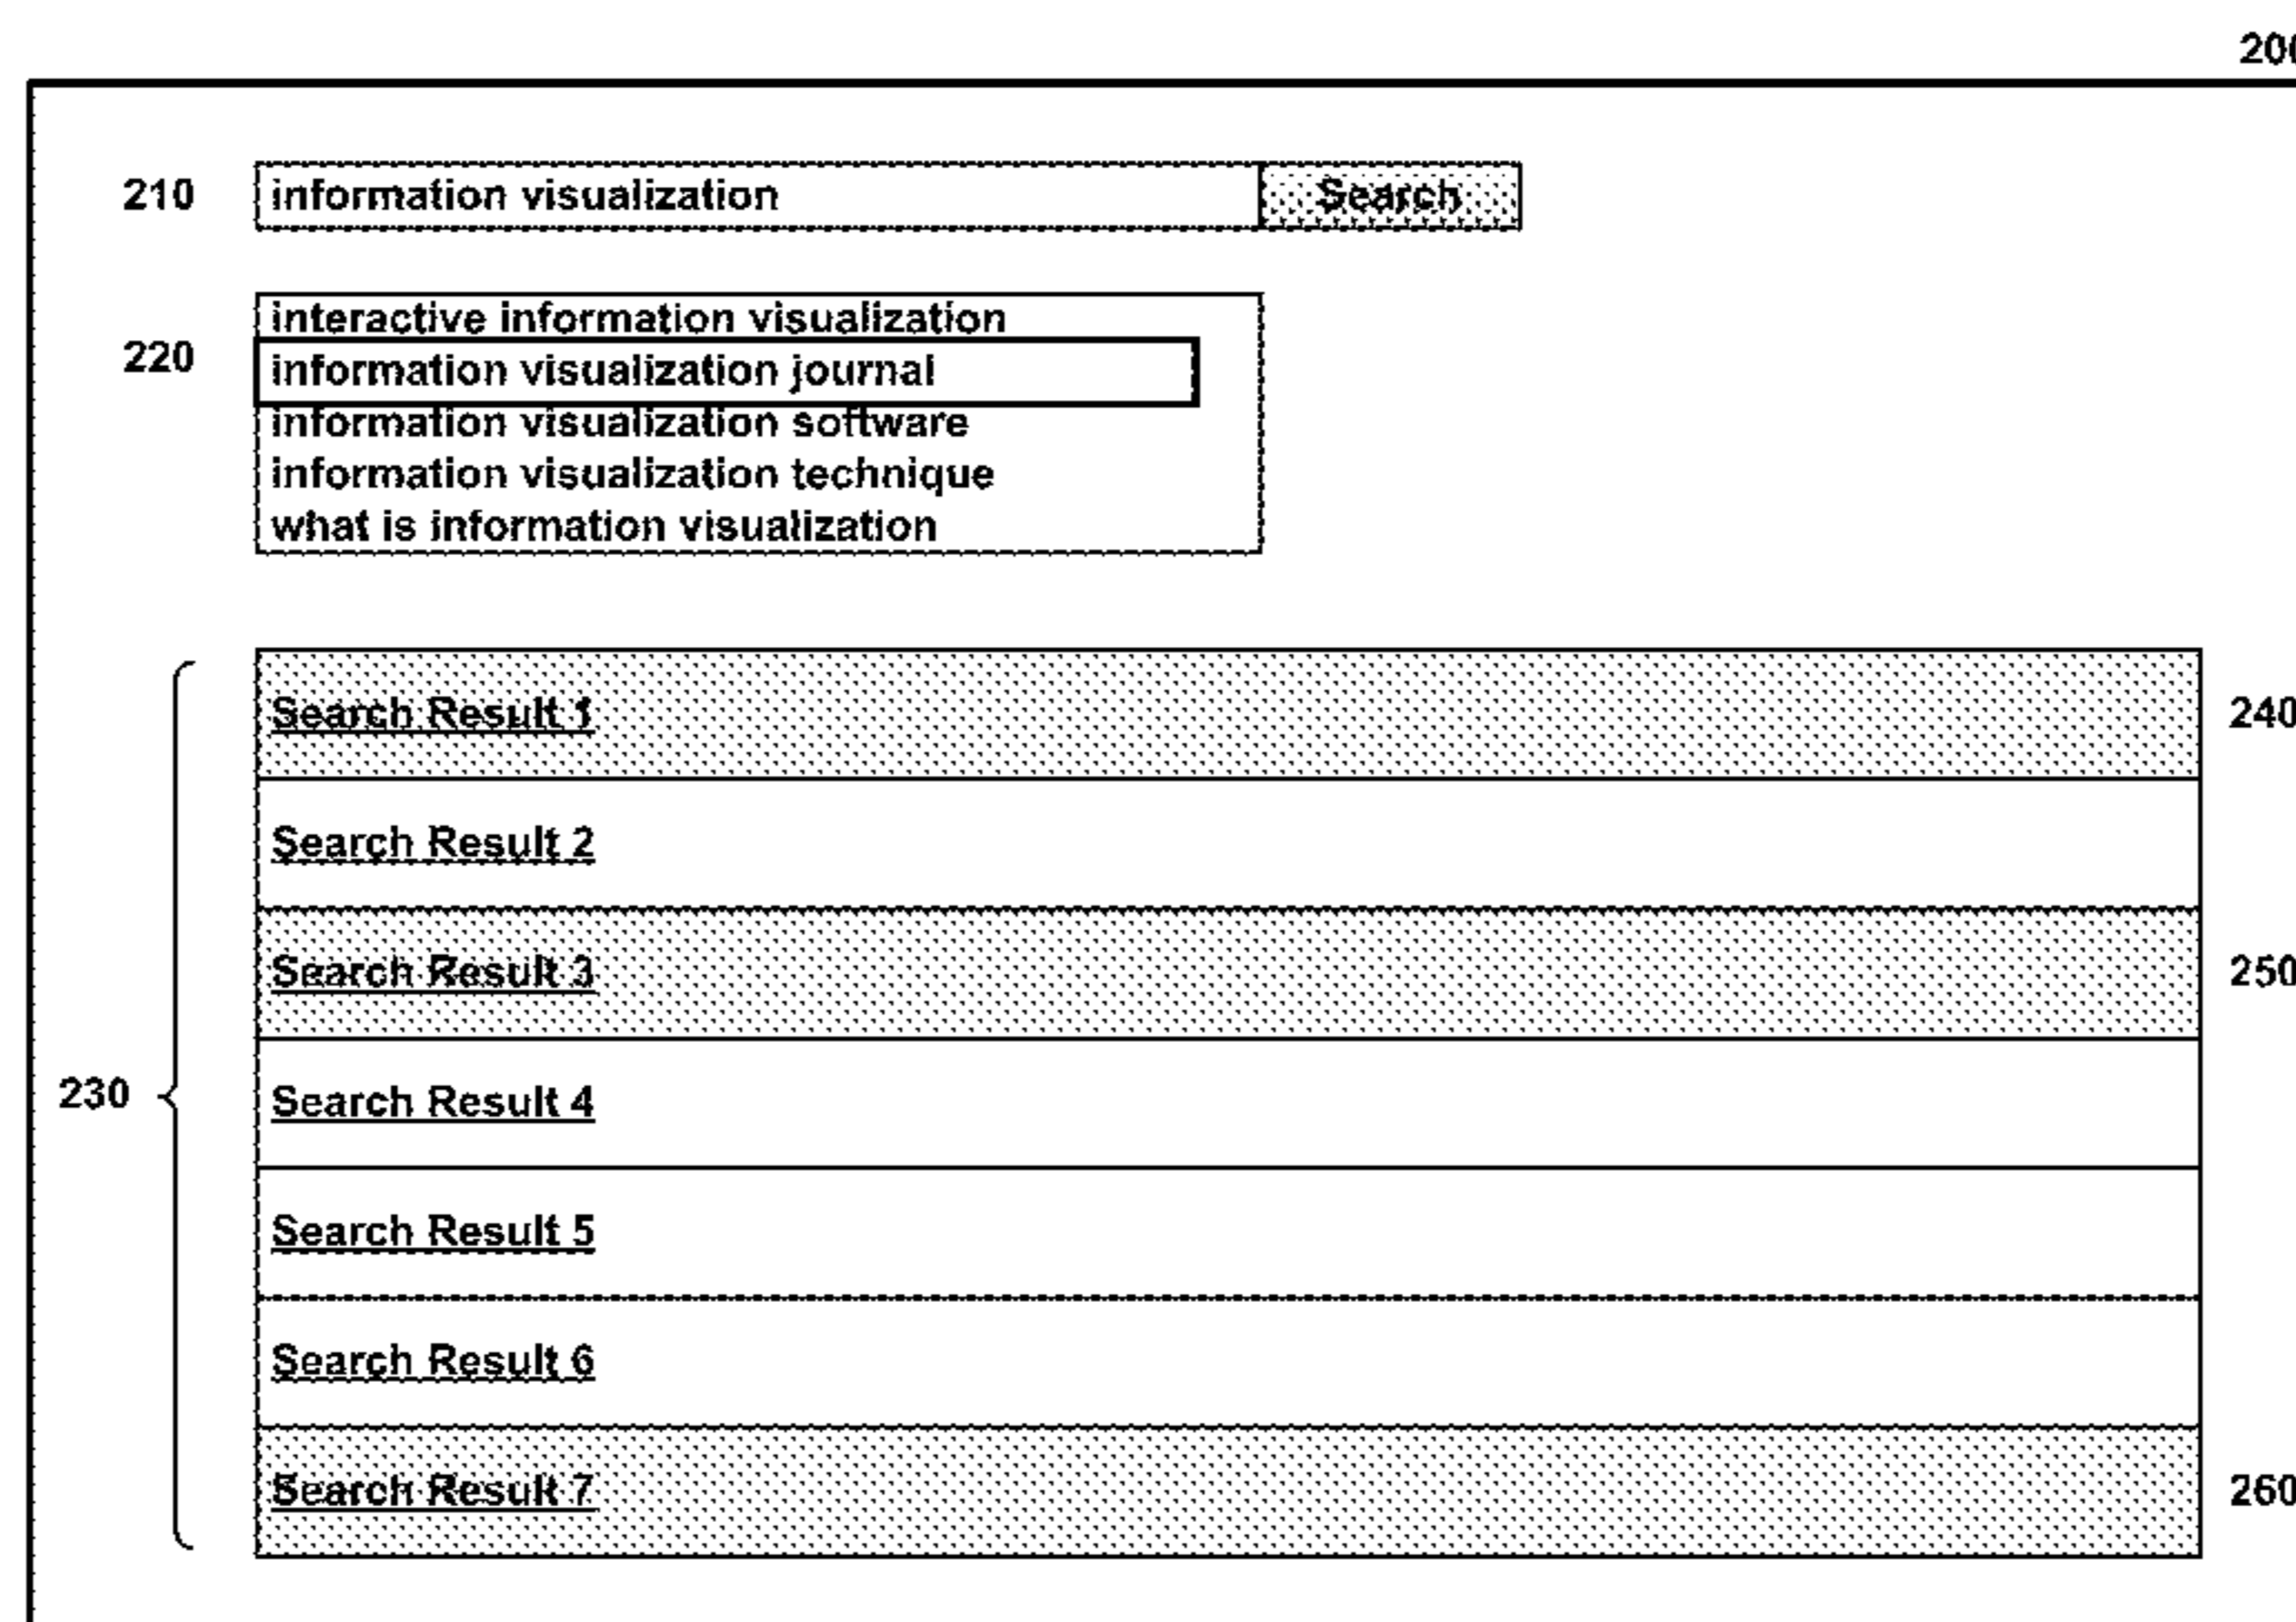 200
210 information visualization Search
interactive information visualization
220 information visualization journal
information visualization software
information visualization technique
what is information visualization
Search Result 1 240
Search Result 2
Search Result 3 250
230 Search Result 4
Search Result 5
Search Result 6
Search Result 7 260